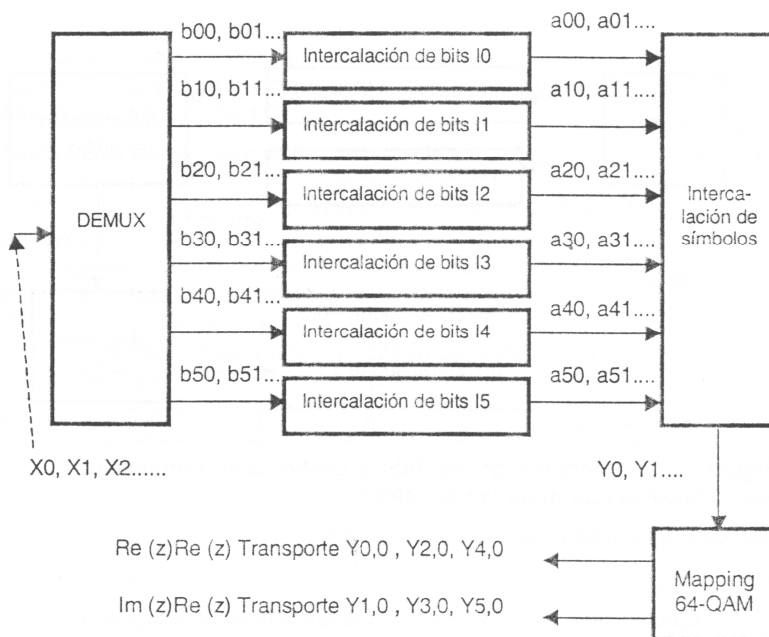 b00, b01...
Intercalación de bits I0
a00, a01....
b10, b11...
Intercalación de bits I1
a10, a11....
b20, b21...
Intercalación de bits I2
a20, a21....
DEMUX
Interca-
lación de
símbolos
b30, b31...
Intercalación de bits I3
a30, a31....
b40, b41...
Intercalación de bits I4
a40, a41....
b50, b51...
Intercalación de bits I5
a50, a51....
X0, X1, X2......
Y0, Y1....
Re (z)Re (z) Transporte Y0,0 , Y2,0, Y4,0
Im (z)Re (z) Transporte Y1,0 , Y3,0, Y5,0
Mapping
64-QAM